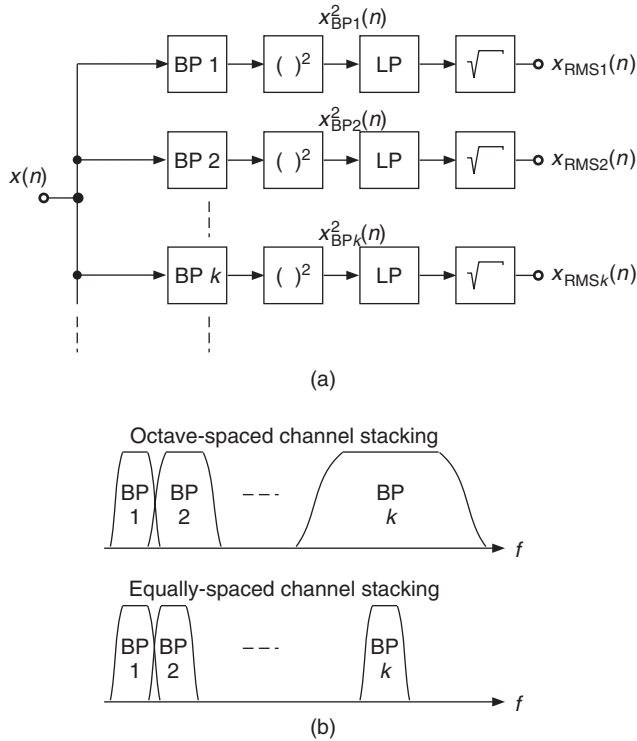 x²BP1(n)
BP 1 ( )² LP √ xRMS1(n)
x²BP2(n)
BP 2 ( )² LP √ xRMS2(n)
x(n)
x²BPk(n)
BP k ( )² LP √ xRMSk(n)
(a)
Octave-spaced channel stacking
BP 1 BP 2 BP k
f
Equally-spaced channel stacking
BP 1 BP 2 BP k
f
(b)